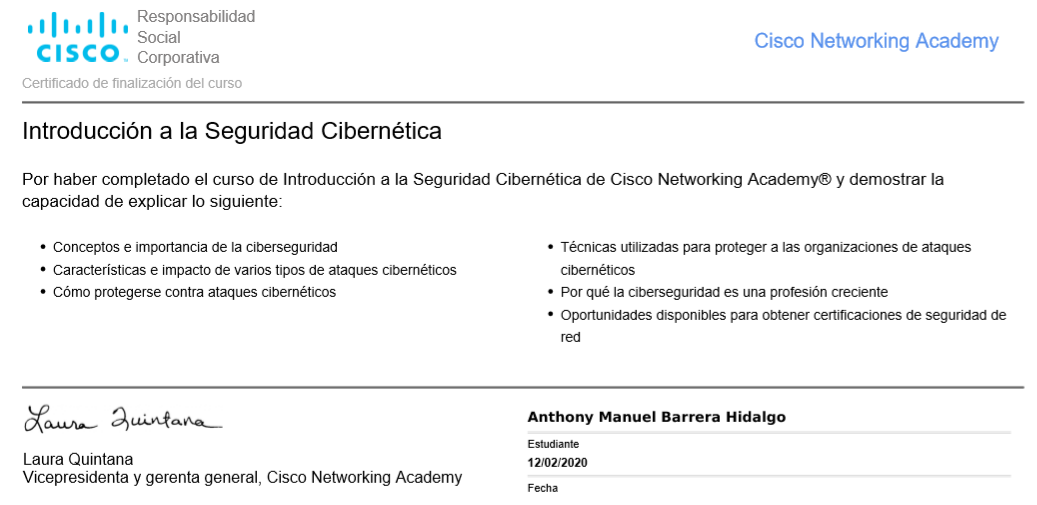 Responsabilidad
Social
Corporativa
CISCO
Cisco Networking Academy
Certificado de finalización del curso
Introducción a la Seguridad Cibernética
Por haber completado el curso de Introducción a la Seguridad Cibernética de Cisco Networking Academy® y demostrar la
capacidad de explicar lo siguiente:
• Conceptos e importancia de la ciberseguridad
• Características e impacto de varios tipos de ataques cibernéticos
• Cómo protegerse contra ataques cibernéticos
• Técnicas utilizadas para proteger a las organizaciones de ataques
cibernéticos
• Por qué la ciberseguridad es una profesión creciente
• Oportunidades disponibles para obtener certificaciones de seguridad de
red
Laura Quintana
Laura Quintana
Vicepresidenta y gerenta general, Cisco Networking Academy
Anthony Manuel Barrera Hidalgo
Estudiante
12/02/2020
Fecha